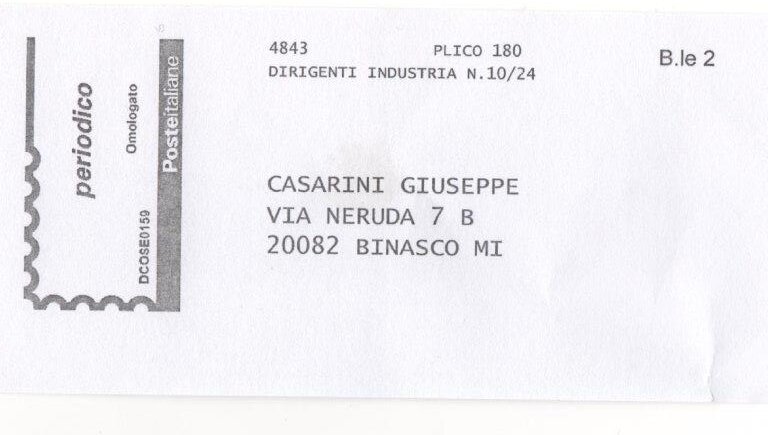 4843 PLICO 180
DIRIGENTI INDUSTRIA N.10/24
B.le 2
periodico
Omologato
DCOSE0159
Posteitaliane
CASARINI GIUSEPPE
VIA NERUDA 7 B
20082 BINASCO MI